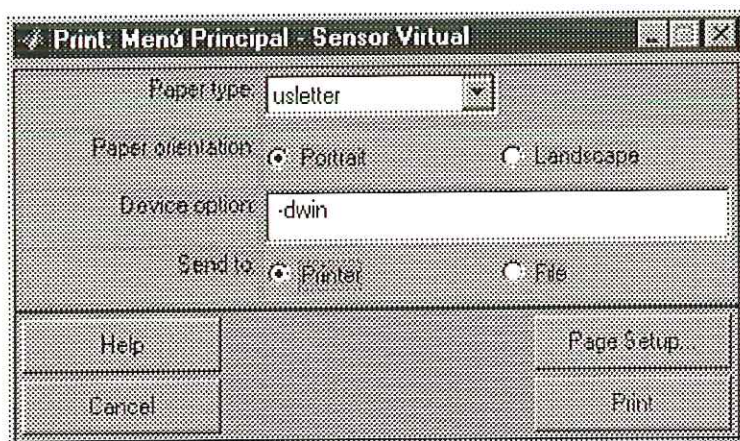 Print: Menú Principal - Sensor Virtual
Paper type: usletter
Paper orientation: Portrait Landscape
Device option: -dwin
Send to: Printer File
Help Page Setup...
Cancel Print